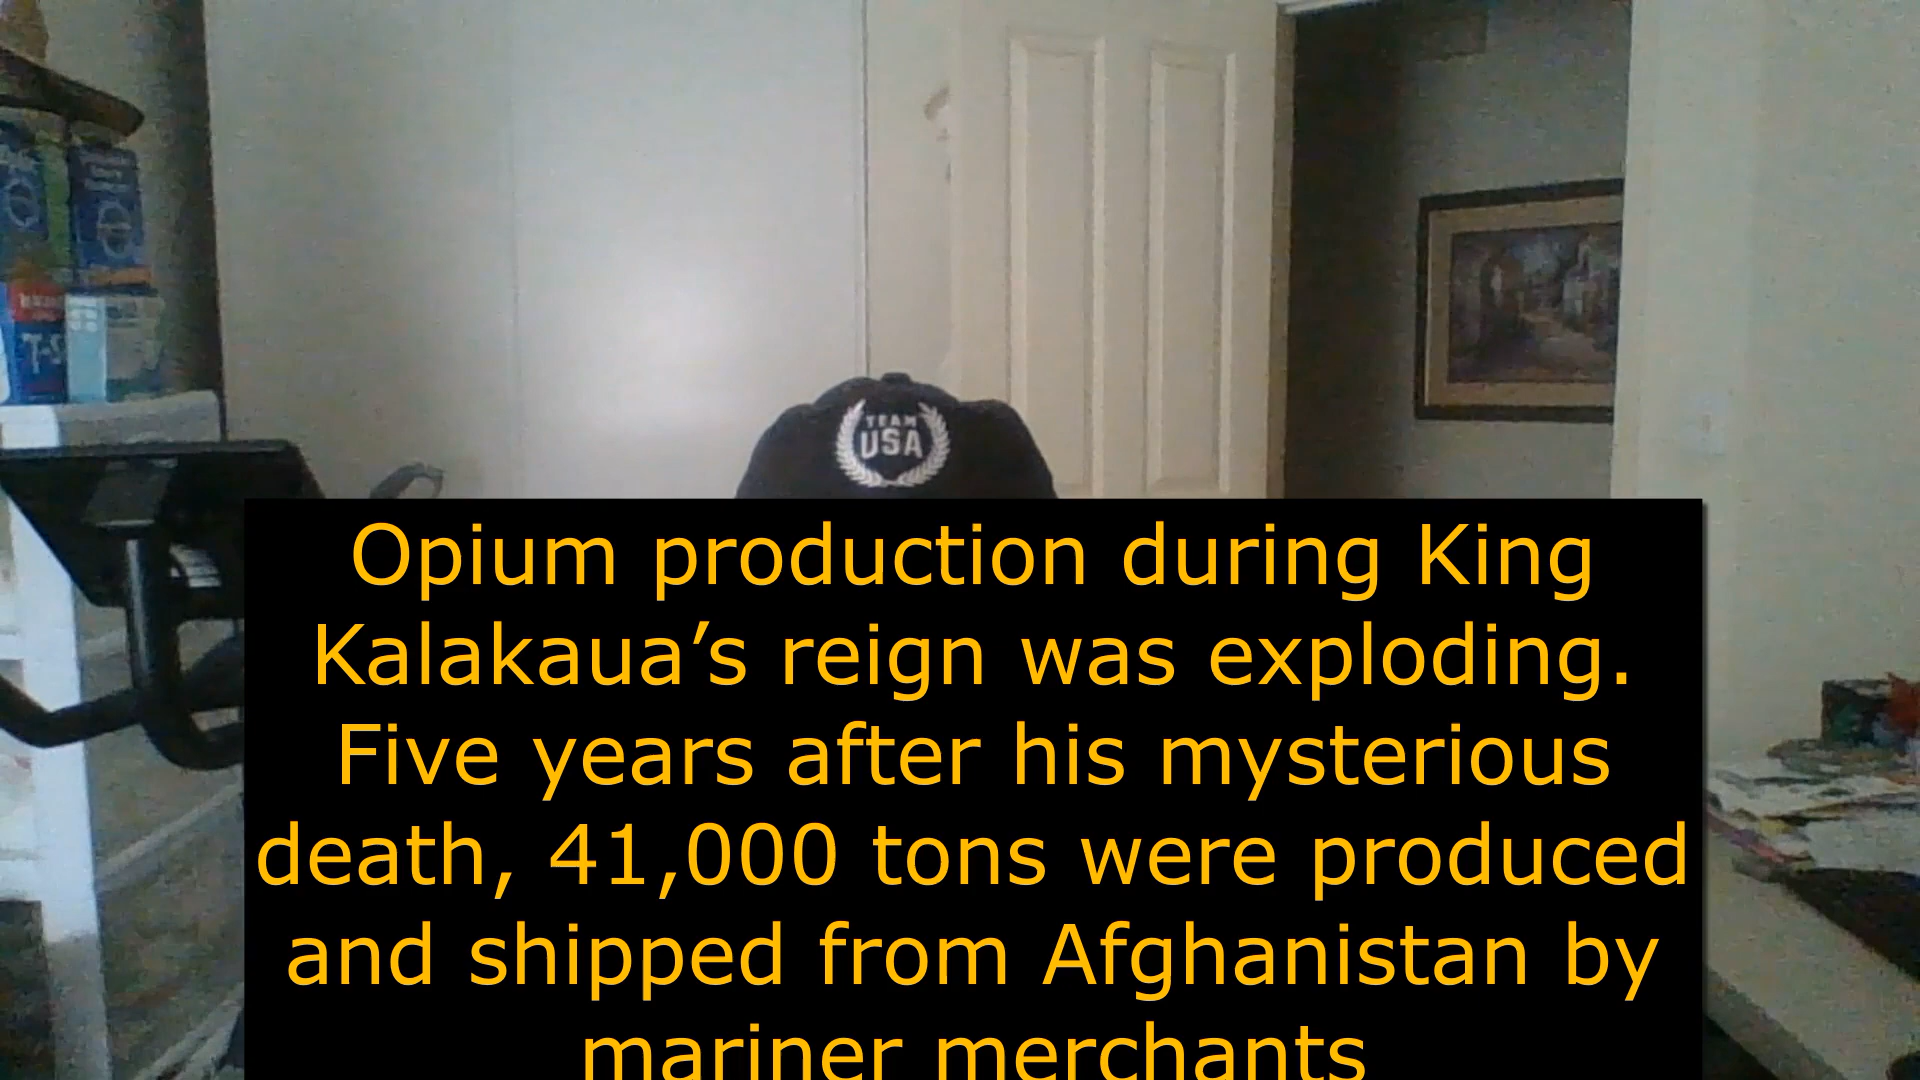 TEAM
USA
T-S
Opium production during King
Kalakaua’s reign was exploding.
Five years after his mysterious
death, 41,000 tons were produced
and shipped from Afghanistan by
mariner merchants